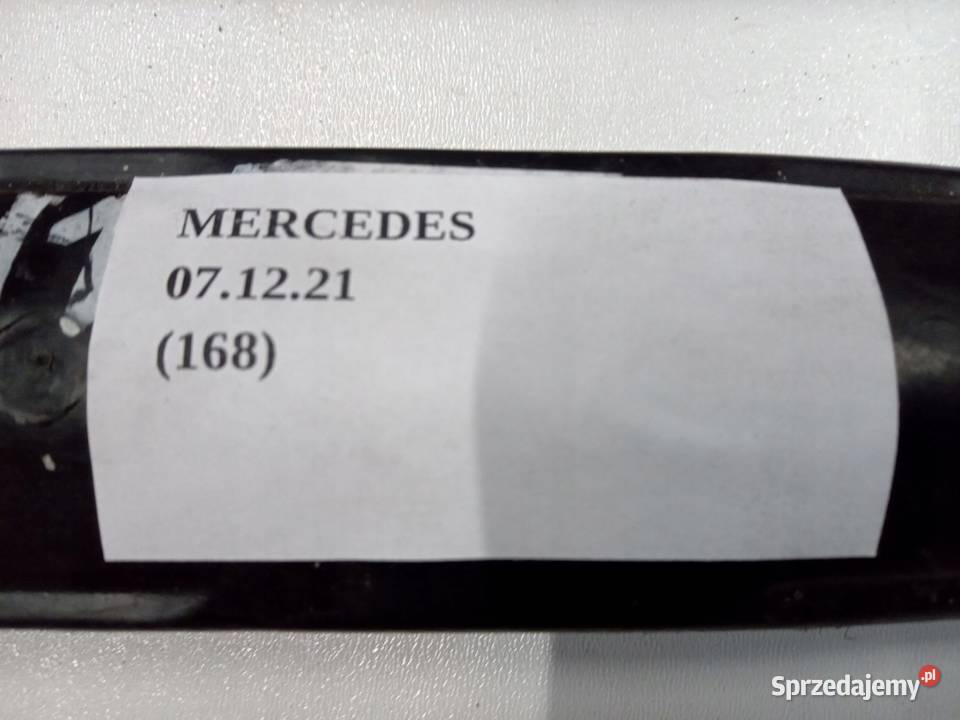 MERCEDES
07.12.21
(168)
Sprzedajemy.pl